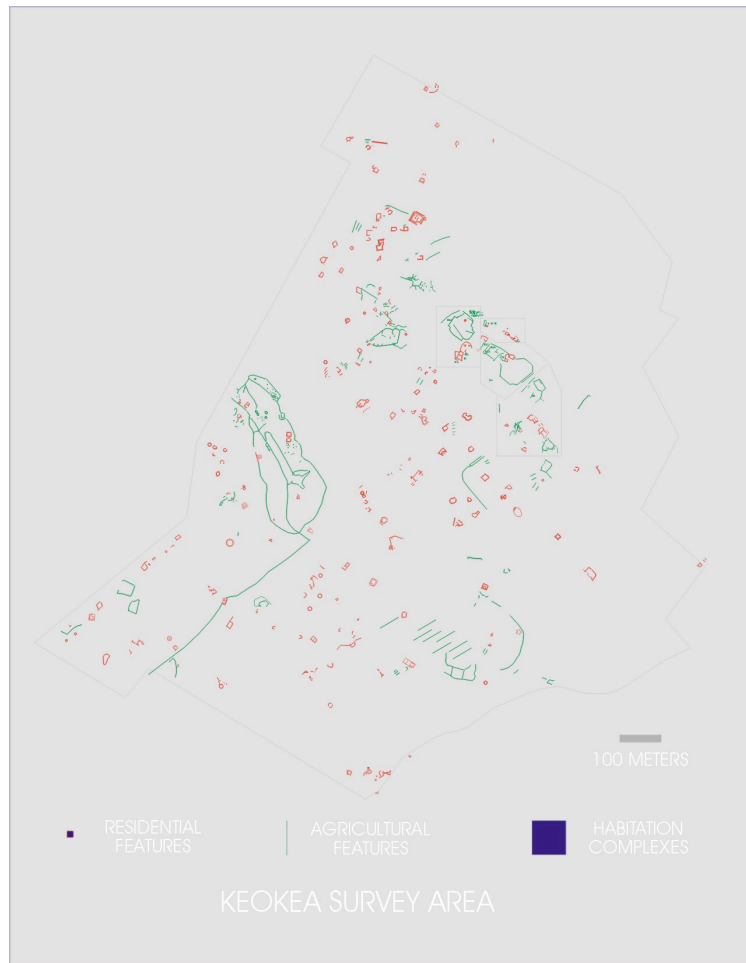 100 METERS
RESIDENTIAL
FEATURES
AGRICULTURAL
FEATURES
HABITATION
COMPLEXES
KEOKEA SURVEY AREA